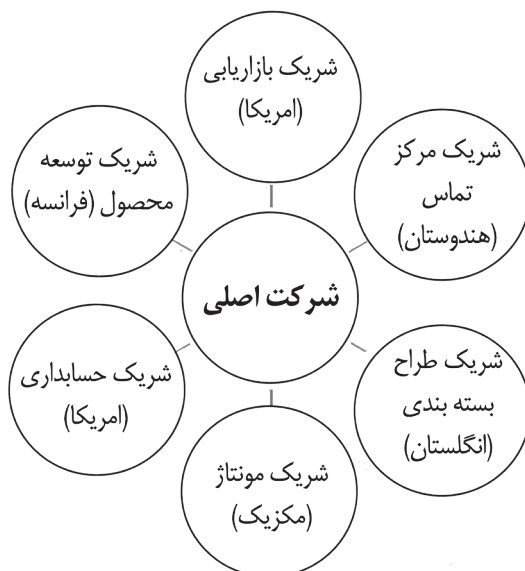 شریک بازاریابی
(امریکا)
شریک مرکز
تماس
(هندوستان)
شریک توسعه
محصول (فرانسه)
شرکت اصلی
شریک طراح
بسته بندی
(انگلستان)
شریک حسابداری
(امریکا)
شریک مونتاژ
(مکزیک)